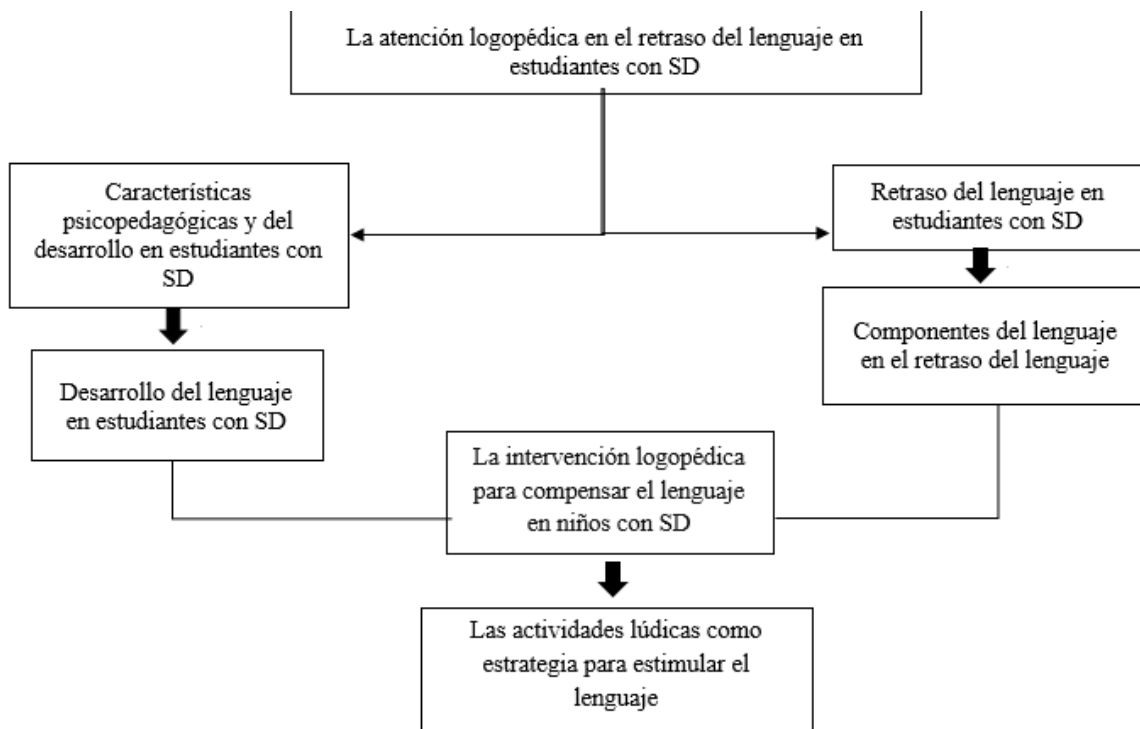 La atención logopédica en el retraso del lenguaje en
estudiantes con SD
Características
psicopedagógicas y del
desarrollo en estudiantes con
SD
Retraso del lenguaje en
estudiantes con SD
Componentes del lenguaje
en el retraso del lenguaje
Desarrollo del lenguaje
en estudiantes con SD
La intervención logopédica
para compensar el lenguaje
en niños con SD
Las actividades lúdicas como
estrategia para estimular el
lenguaje